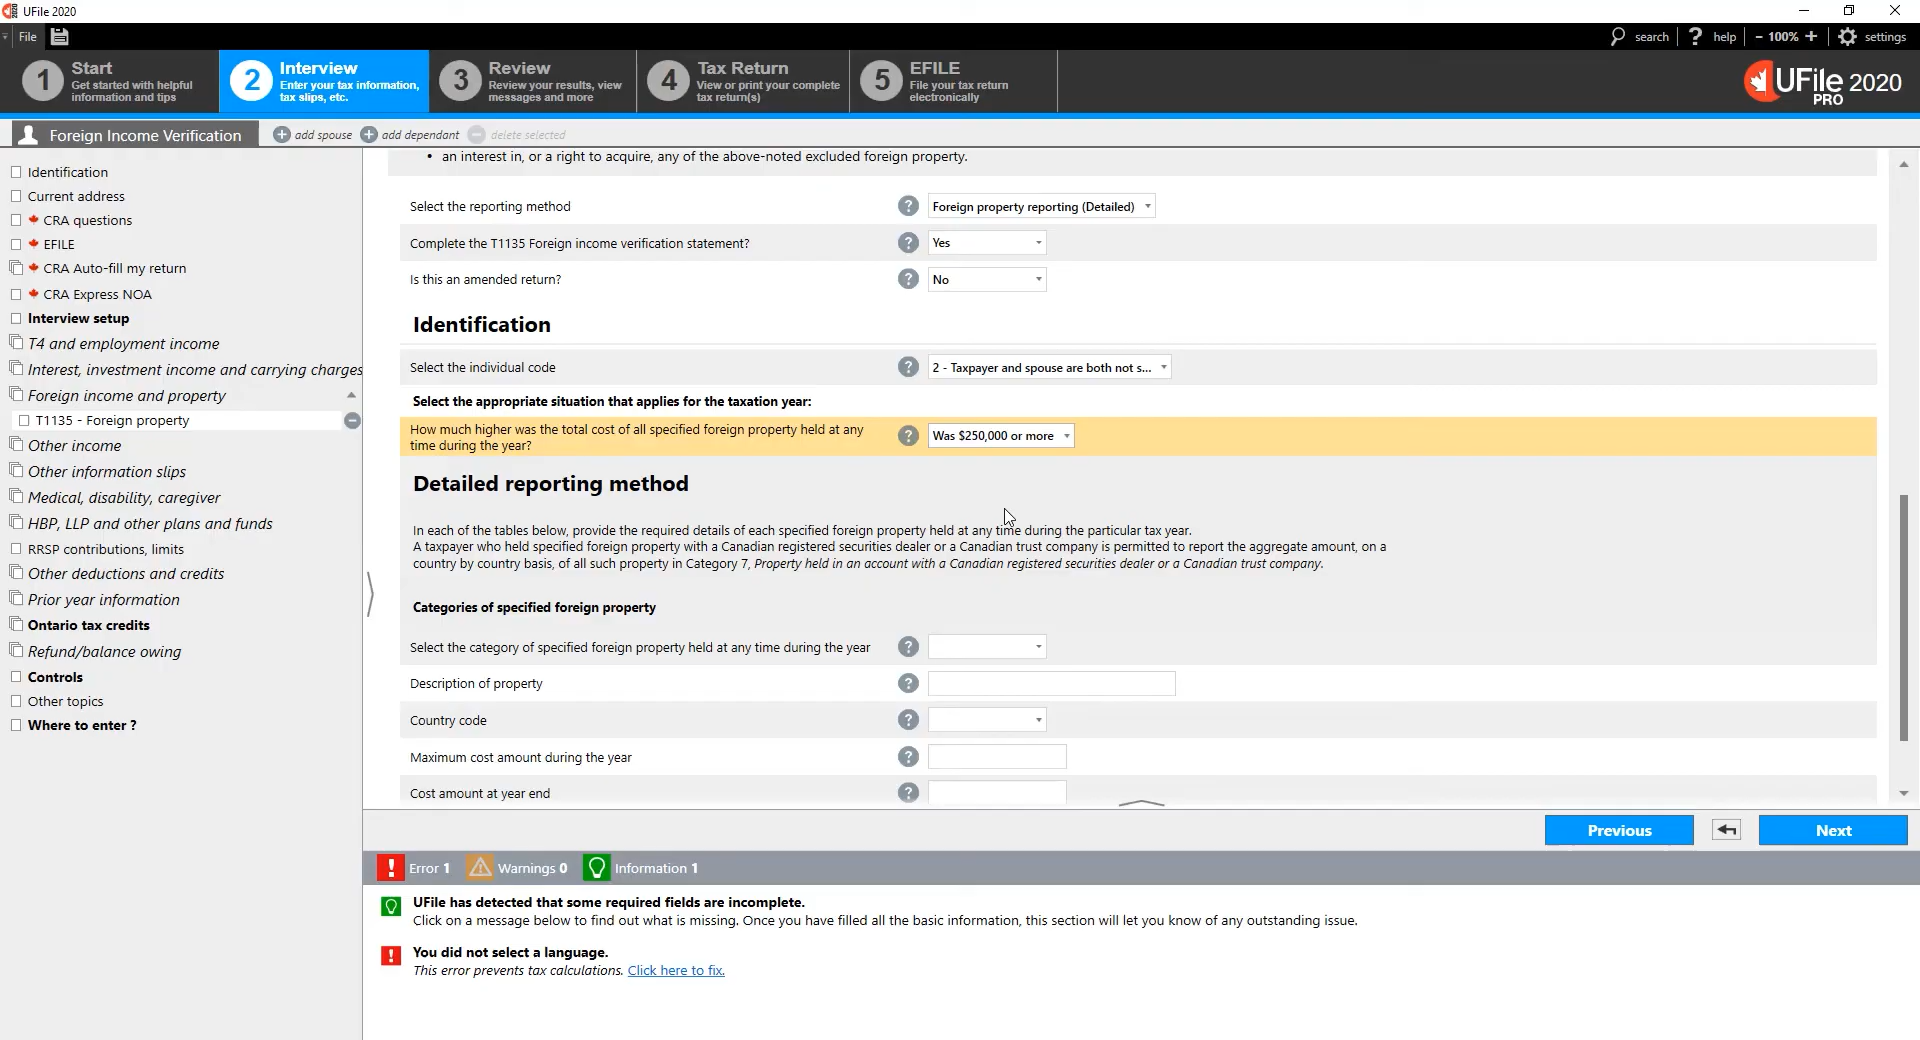 UFile 2020
File
search
? help
- 100% +
settings
1 Start
Get started with helpful
information and tips
2 Interview
Enter your tax information,
tax slips, etc.
3 Review
Review your results, view
messages and more
4 Tax Return
View or print your complete
tax return(s)
5 EFILE
File your tax return
electronically
UFile 2020
PRO
Foreign Income Verification
add spouse
add dependant
delete selected
Identification
Current address
CRA questions
EFILE
CRA Auto-fill my return
CRA Express NOA
Interview setup
T4 and employment income
Interest, investment income and carrying charges
Foreign income and property
T1135 - Foreign property
Other income
Other information slips
Medical, disability, caregiver
HBP, LLP and other plans and funds
RRSP contributions, limits
Other deductions and credits
Prior year information
Ontario tax credits
Refund/balance owing
Controls
Other topics
Where to enter ?
• an interest in, or a right to acquire, any of the above-noted excluded foreign property.
Select the reporting method ? Foreign property reporting (Detailed)
Complete the T1135 Foreign income verification statement? ? Yes
Is this an amended return? ? No
Identification
Select the individual code ? 2 - Taxpayer and spouse are both not s...
Select the appropriate situation that applies for the taxation year:
How much higher was the total cost of all specified foreign property held at any
time during the year? ? Was $250,000 or more
Detailed reporting method
In each of the tables below, provide the required details of each specified foreign property held at any time during the particular tax year.
A taxpayer who held specified foreign property with a Canadian registered securities dealer or a Canadian trust company is permitted to report the aggregate amount, on a
country by country basis, of all such property in Category 7, Property held in an account with a Canadian registered securities dealer or a Canadian trust company.
Categories of specified foreign property
Select the category of specified foreign property held at any time during the year ?
Description of property ?
Country code ?
Maximum cost amount during the year ?
Cost amount at year end ?
Previous
Next
! Error 1
Warnings 0
Information 1
UFile has detected that some required fields are incomplete.
Click on a message below to find out what is missing. Once you have filled all the basic information, this section will let you know of any outstanding issue.
! You did not select a language.
This error prevents tax calculations. Click here to fix.